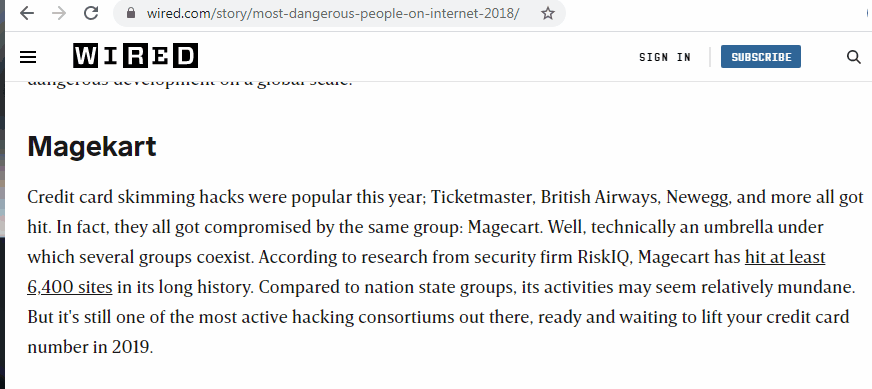 wired.com/story/most-dangerous-people-on-internet-2018/
WIRED
SIGN IN
SUBSCRIBE
dangerous development on a global scale.
Magekart
Credit card skimming hacks were popular this year; Ticketmaster, British Airways, Newegg, and more all got
hit. In fact, they all got compromised by the same group: Magecart. Well, technically an umbrella under
which several groups coexist. According to research from security firm RiskIQ, Magecart has hit at least
6,400 sites in its long history. Compared to nation state groups, its activities may seem relatively mundane.
But it's still one of the most active hacking consortiums out there, ready and waiting to lift your credit card
number in 2019.